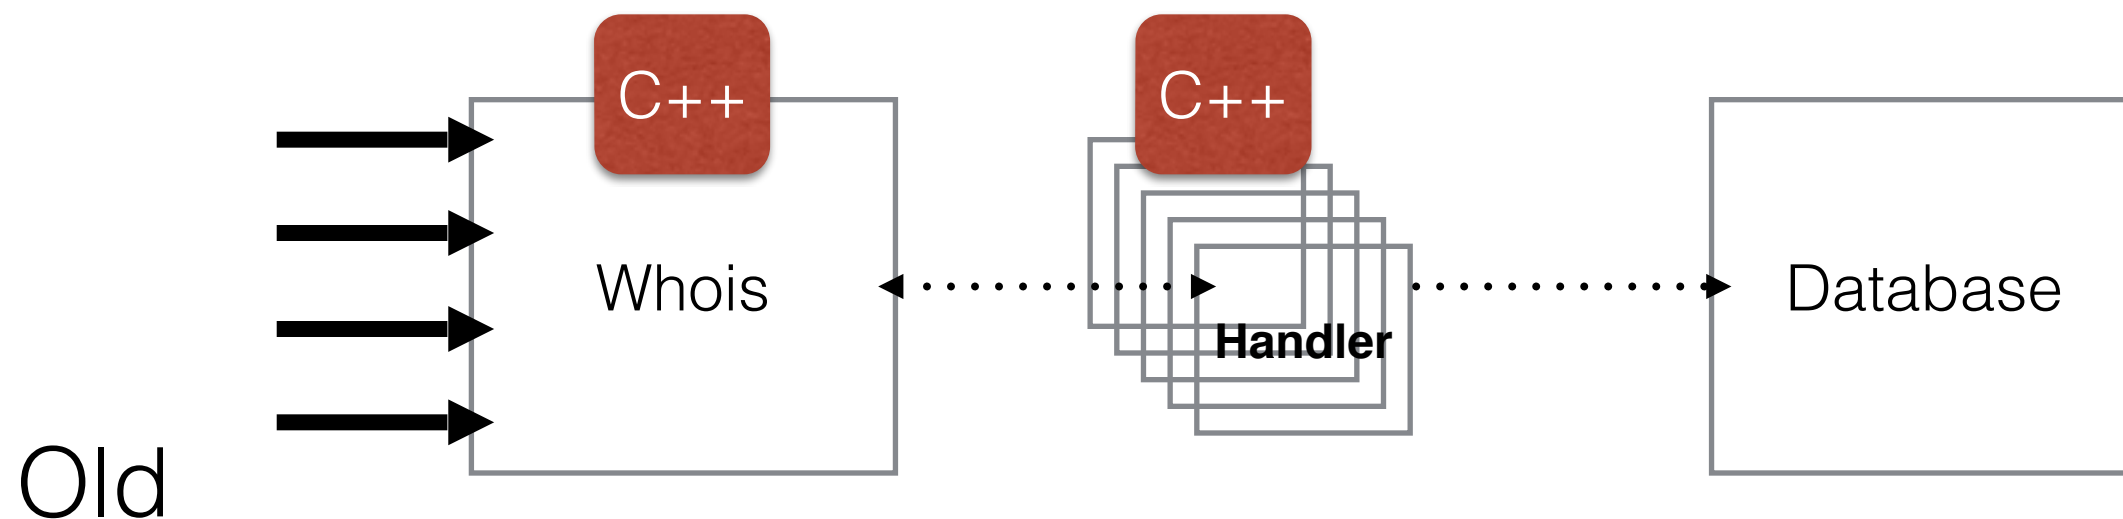 C++
C++
Whois
Database
Handler
Old